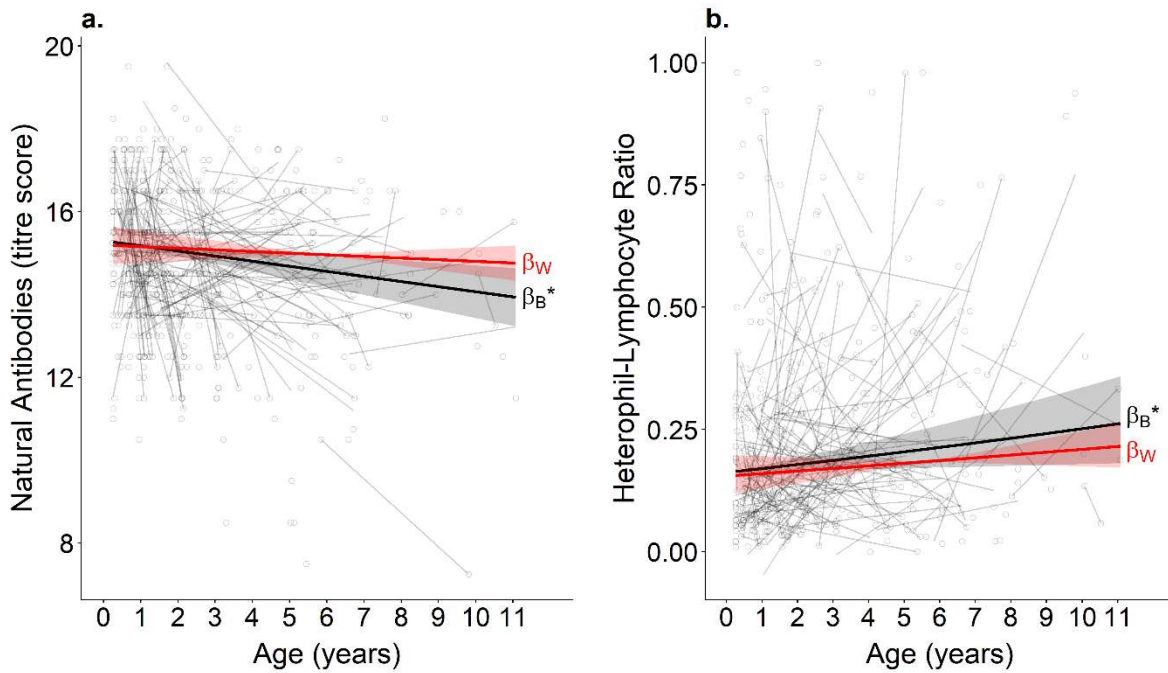 a.
Natural Antibodies (titre score)
20
16
12
8
βW
βB*
0 1 2 3 4 5 6 7 8 9 10 11
Age (years)
b.
Heterophil-Lymphocyte Ratio
1.00
0.75
0.50
0.25
0.00
βB*
βW
0 1 2 3 4 5 6 7 8 9 10 11
Age (years)